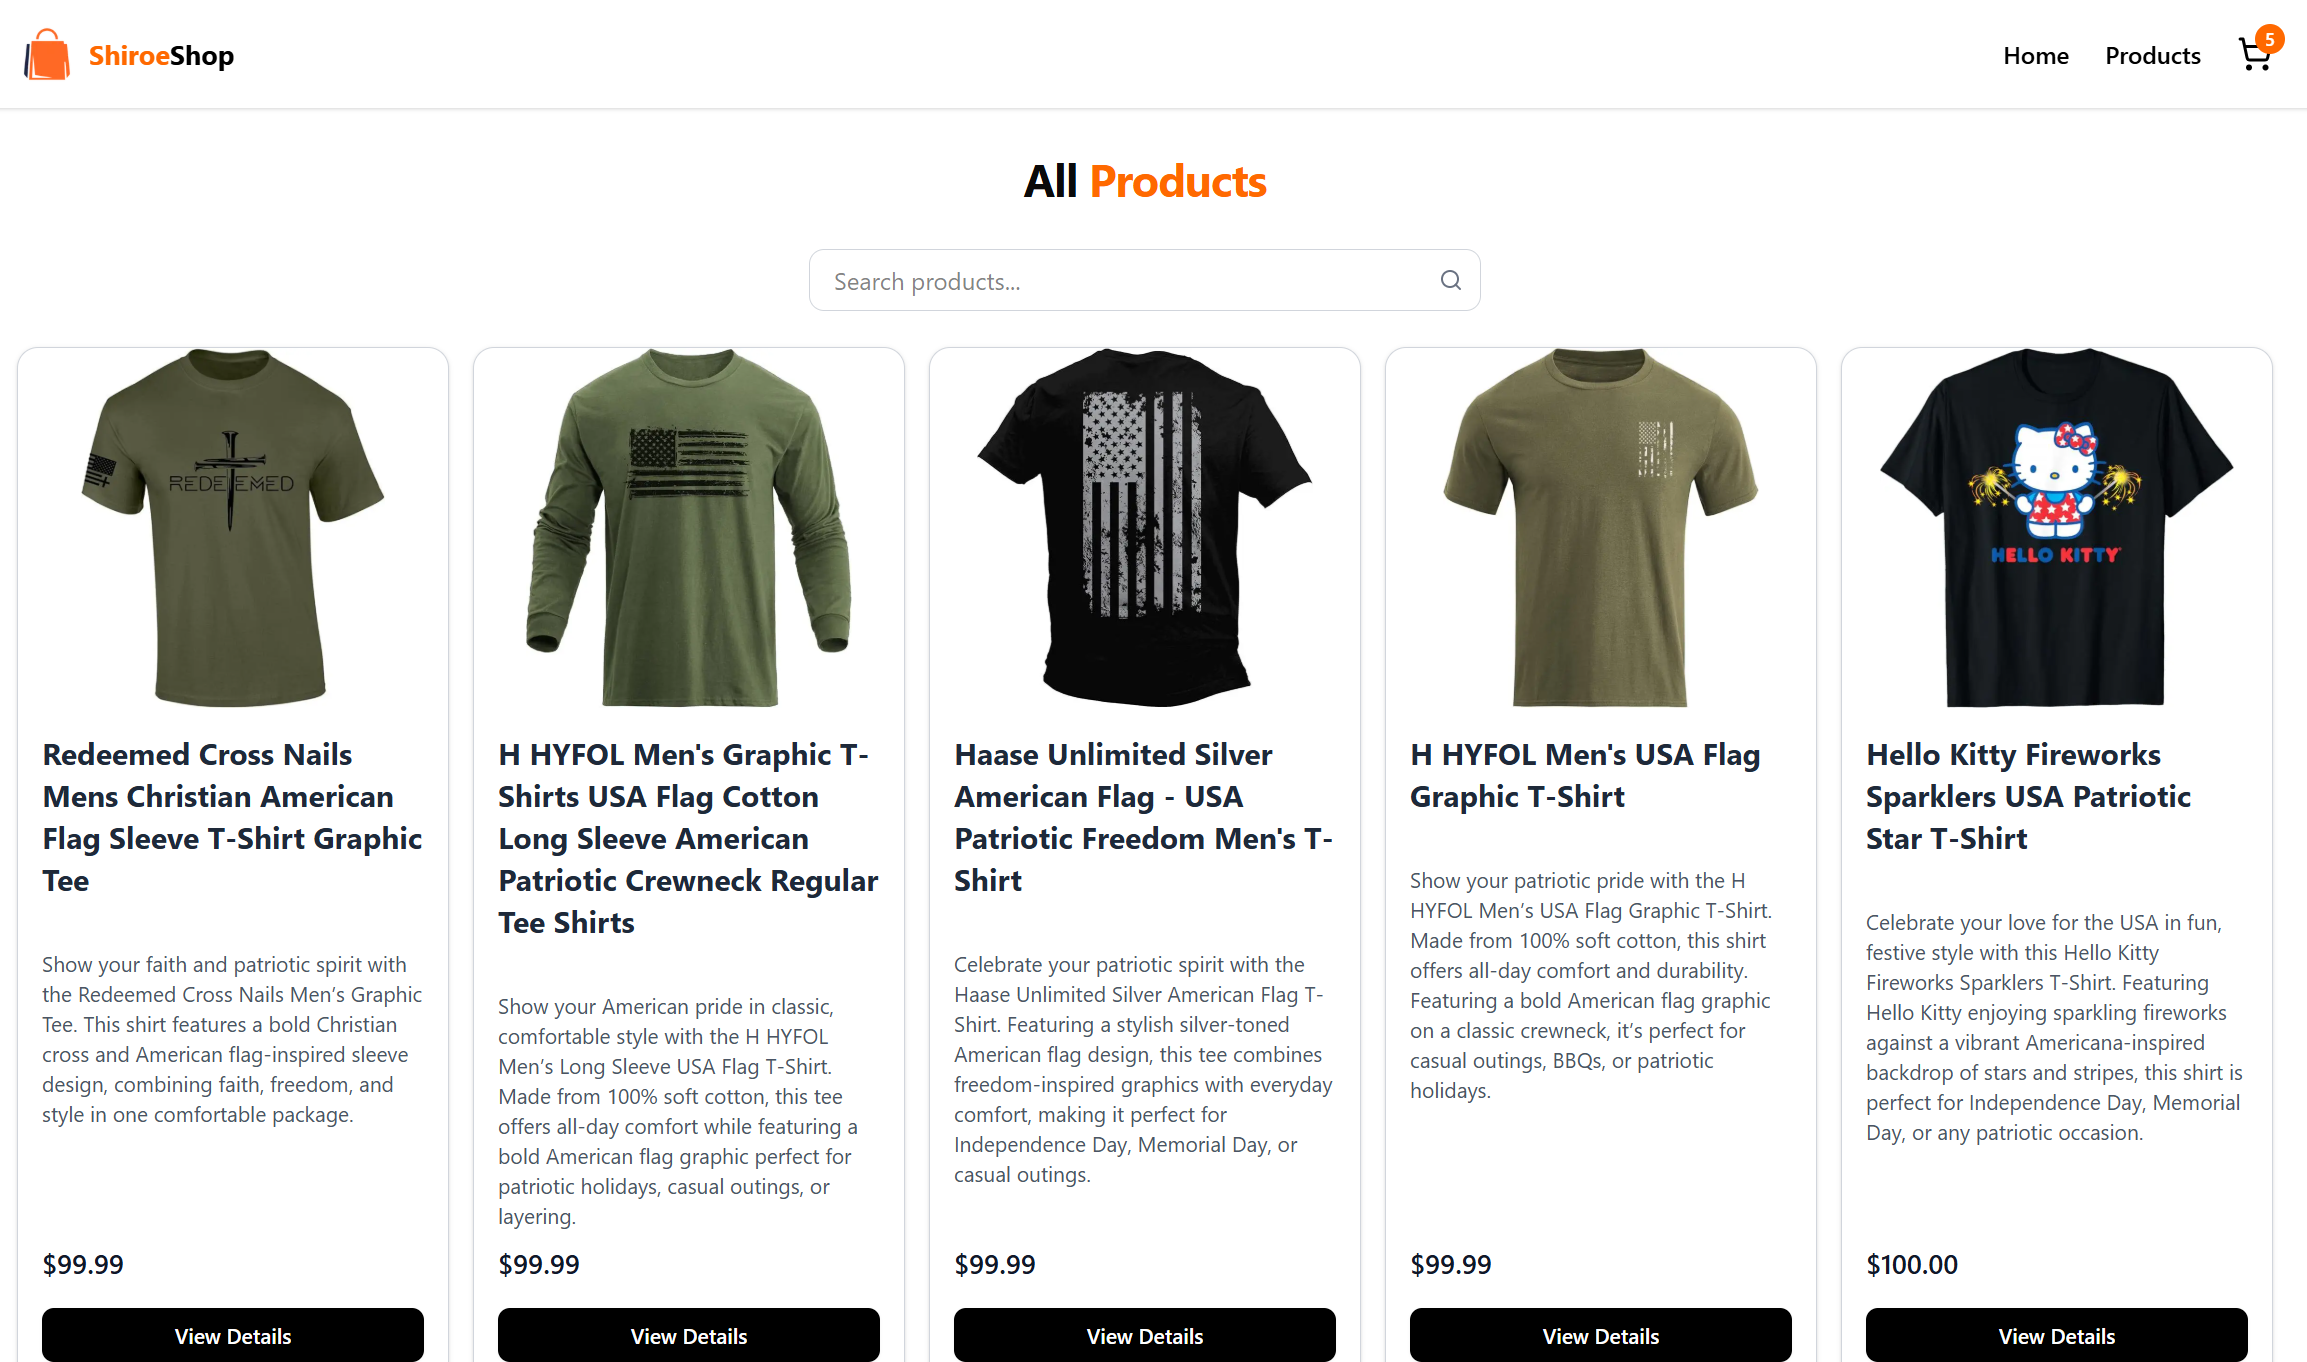 ShiroeShop
Home
Products
5
All Products
Search products...
REDEEMED
HELLO KITTY
Redeemed Cross Nails
Mens Christian American
Flag Sleeve T-Shirt Graphic
Tee
Show your faith and patriotic spirit with
the Redeemed Cross Nails Men’s Graphic
Tee. This shirt features a bold Christian
cross and American flag-inspired sleeve
design, combining faith, freedom, and
style in one comfortable package.
$99.99
View Details
H HYFOL Men's Graphic T-
Shirts USA Flag Cotton
Long Sleeve American
Patriotic Crewneck Regular
Tee Shirts
Show your American pride in classic,
comfortable style with the H HYFOL
Men’s Long Sleeve USA Flag T-Shirt.
Made from 100% soft cotton, this tee
offers all-day comfort while featuring a
bold American flag graphic perfect for
patriotic holidays, casual outings, or
layering.
$99.99
View Details
Haase Unlimited Silver
American Flag - USA
Patriotic Freedom Men's T-
Shirt
Celebrate your patriotic spirit with the
Haase Unlimited Silver American Flag T-
Shirt. Featuring a stylish silver-toned
American flag design, this tee combines
freedom-inspired graphics with everyday
comfort, making it perfect for
Independence Day, Memorial Day, or
casual outings.
$99.99
View Details
H HYFOL Men's USA Flag
Graphic T-Shirt
Show your patriotic pride with the H
HYFOL Men’s USA Flag Graphic T-Shirt.
Made from 100% soft cotton, this shirt
offers all-day comfort and durability.
Featuring a bold American flag graphic
on a classic crewneck, it’s perfect for
casual outings, BBQs, or patriotic
holidays.
$99.99
View Details
Hello Kitty Fireworks
Sparklers USA Patriotic
Star T-Shirt
Celebrate your love for the USA in fun,
festive style with this Hello Kitty
Fireworks Sparklers T-Shirt. Featuring
Hello Kitty enjoying sparkling fireworks
against a vibrant Americana-inspired
backdrop of stars and stripes, this shirt is
perfect for Independence Day, Memorial
Day, or any patriotic occasion.
$100.00
View Details